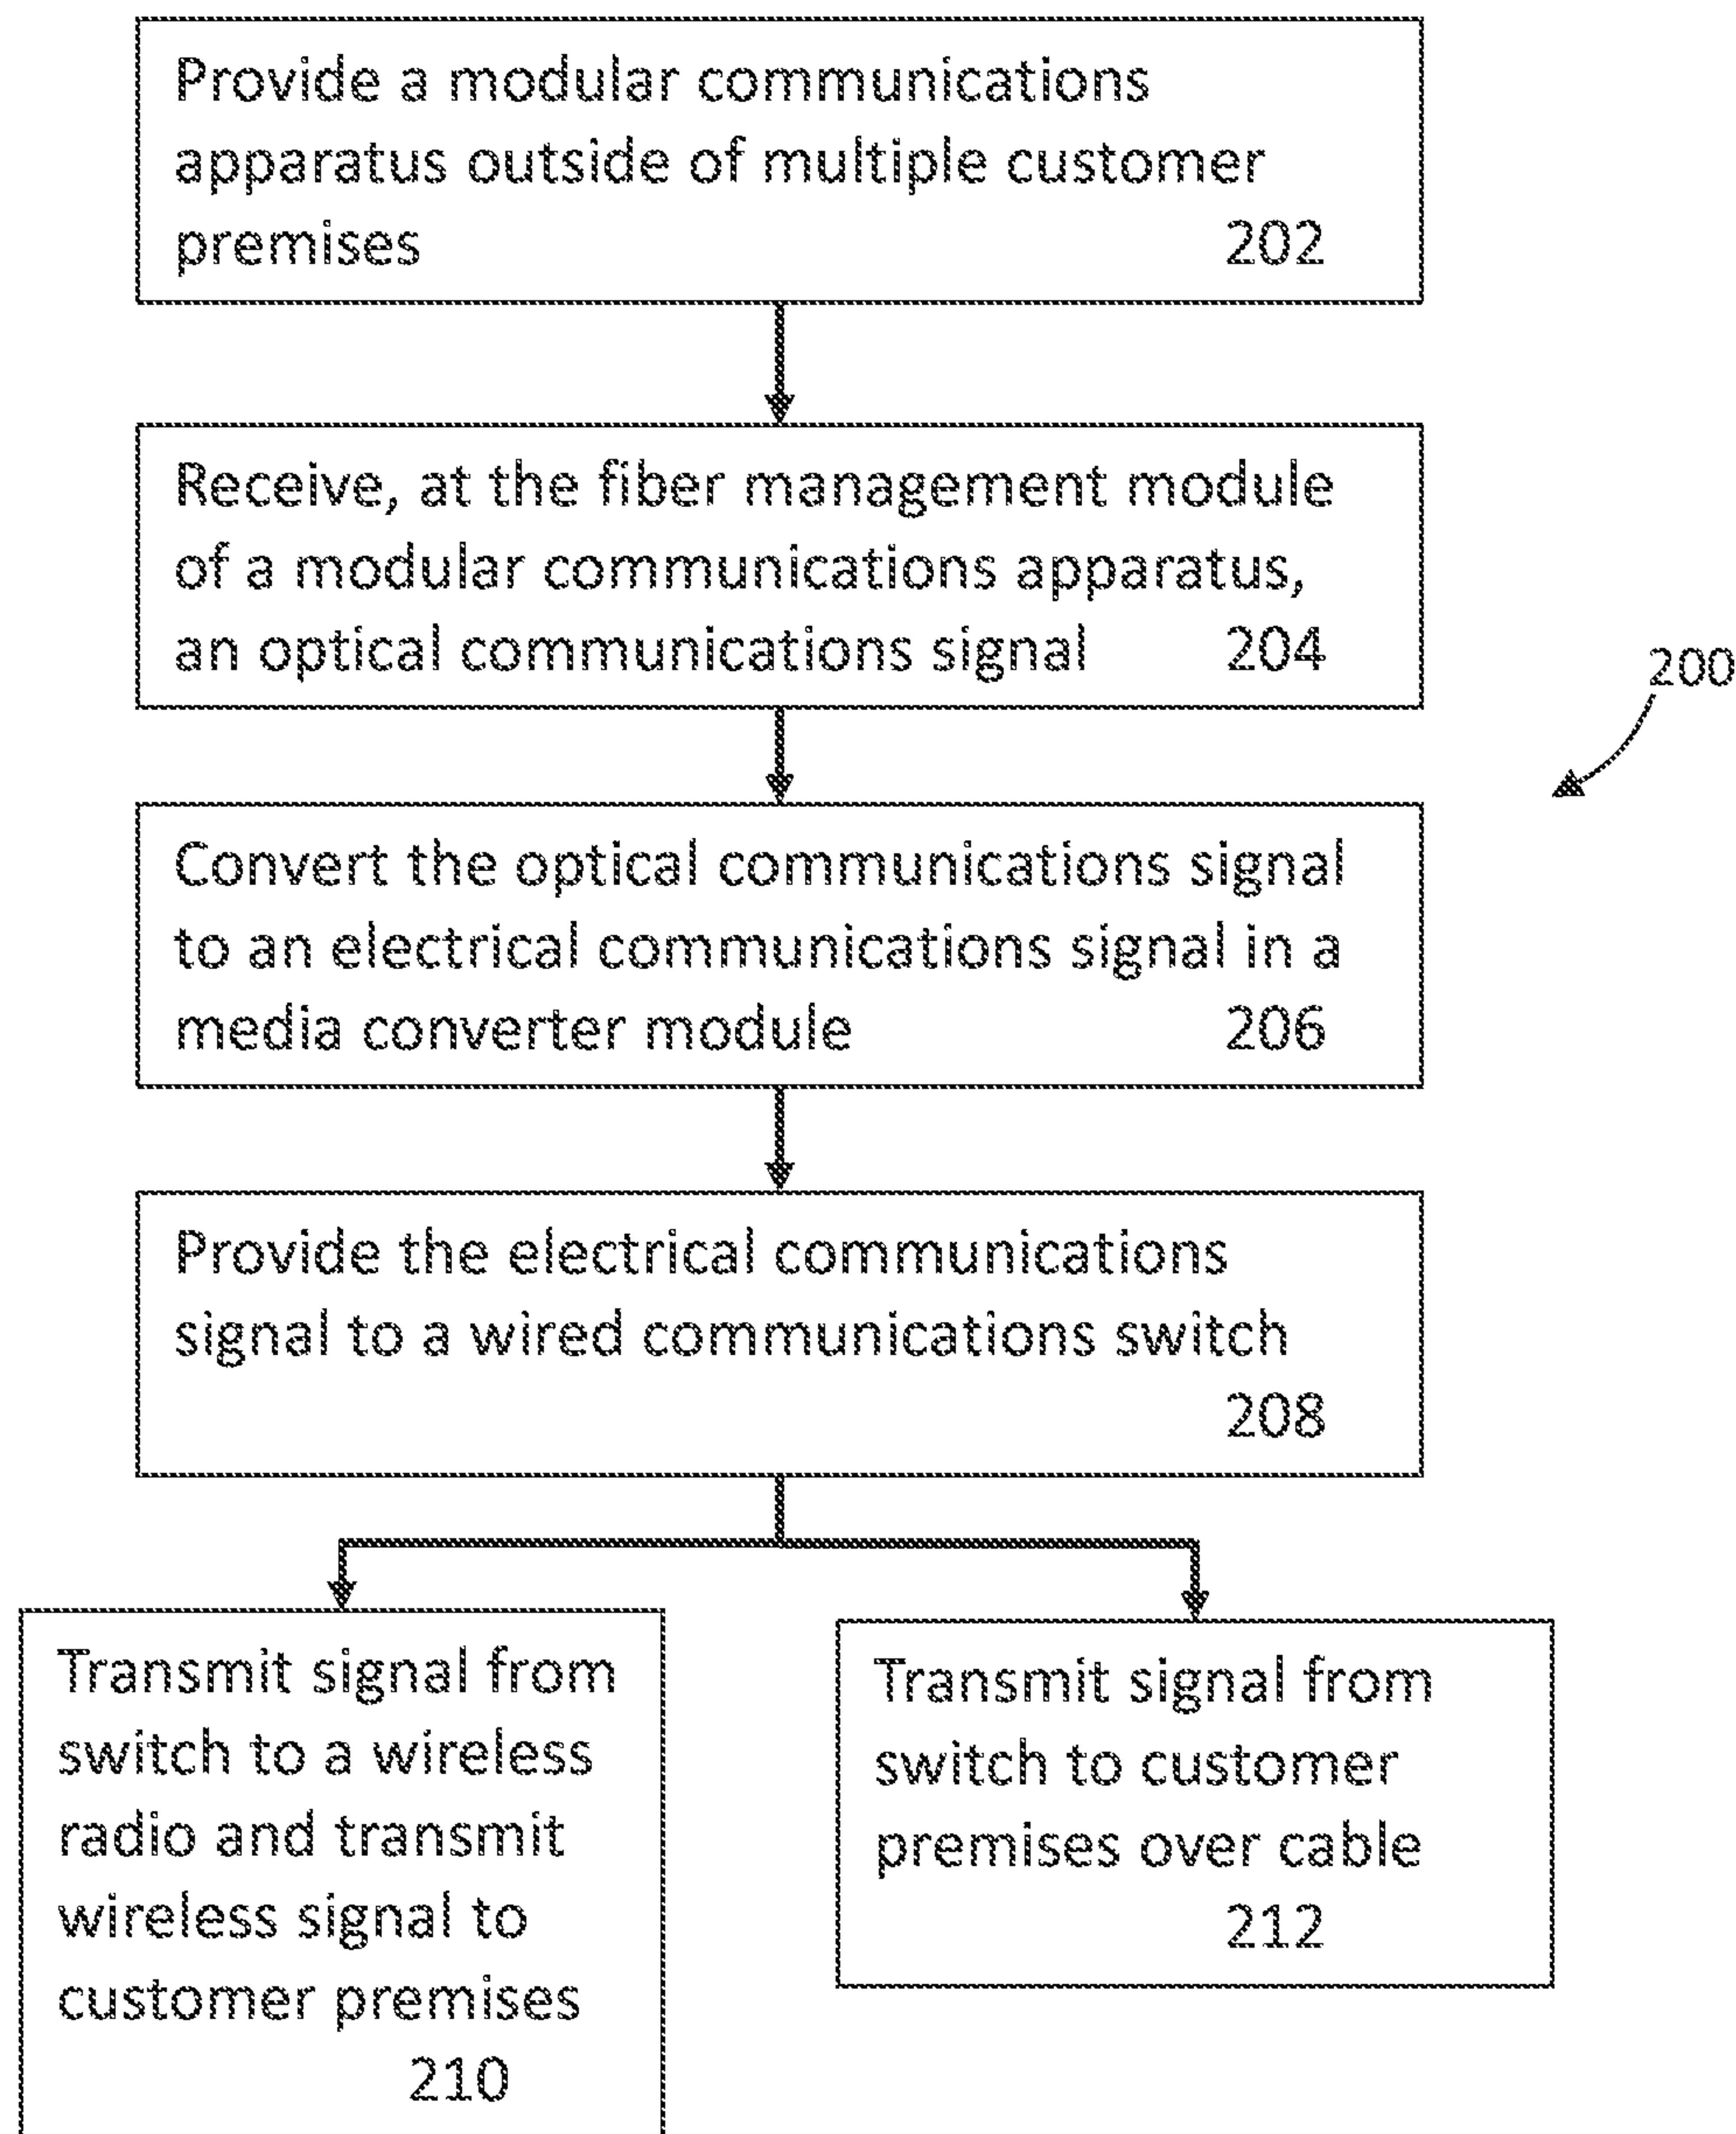 Provide a modular communications
apparatus outside of multiple customer
premises 202
Receive, at the fiber management module
of a modular communications apparatus,
an optical communications signal 204
200
Convert the optical communications signal
to an electrical communications signal in a
media converter module 206
Provide the electrical communications
signal to a wired communications switch
208
Transmit signal from
switch to a wireless
radio and transmit
wireless signal to
customer premises
210
Transmit signal from
switch to customer
premises over cable
212